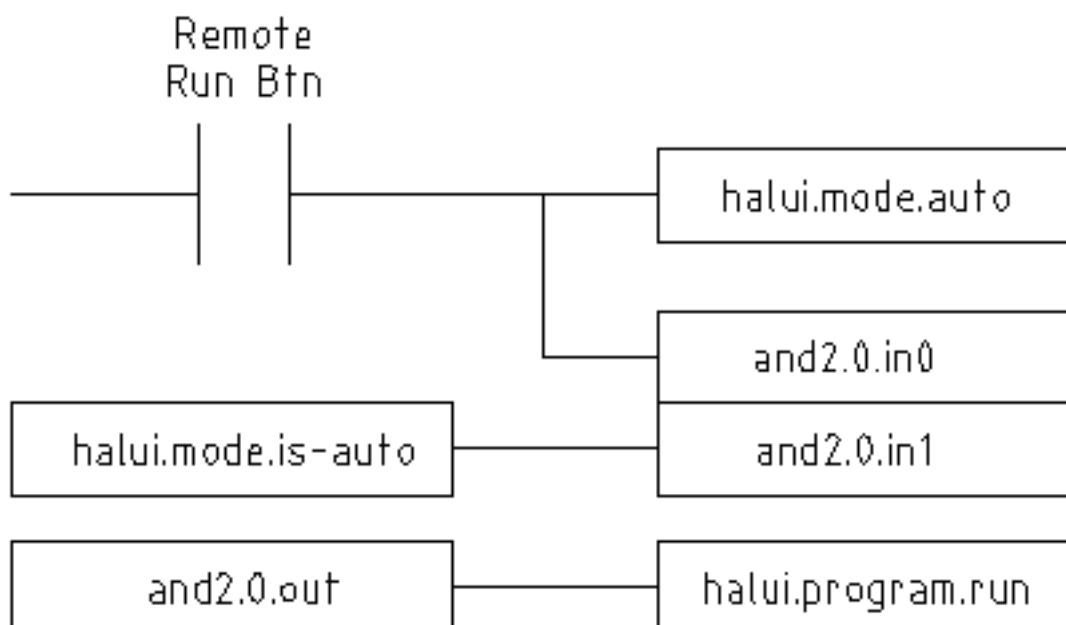 Remote
Run Btn
halui.mode.auto
and2.0.in0
halui.mode.is-auto
and2.0.in1
and2.0.out
halui.program.run